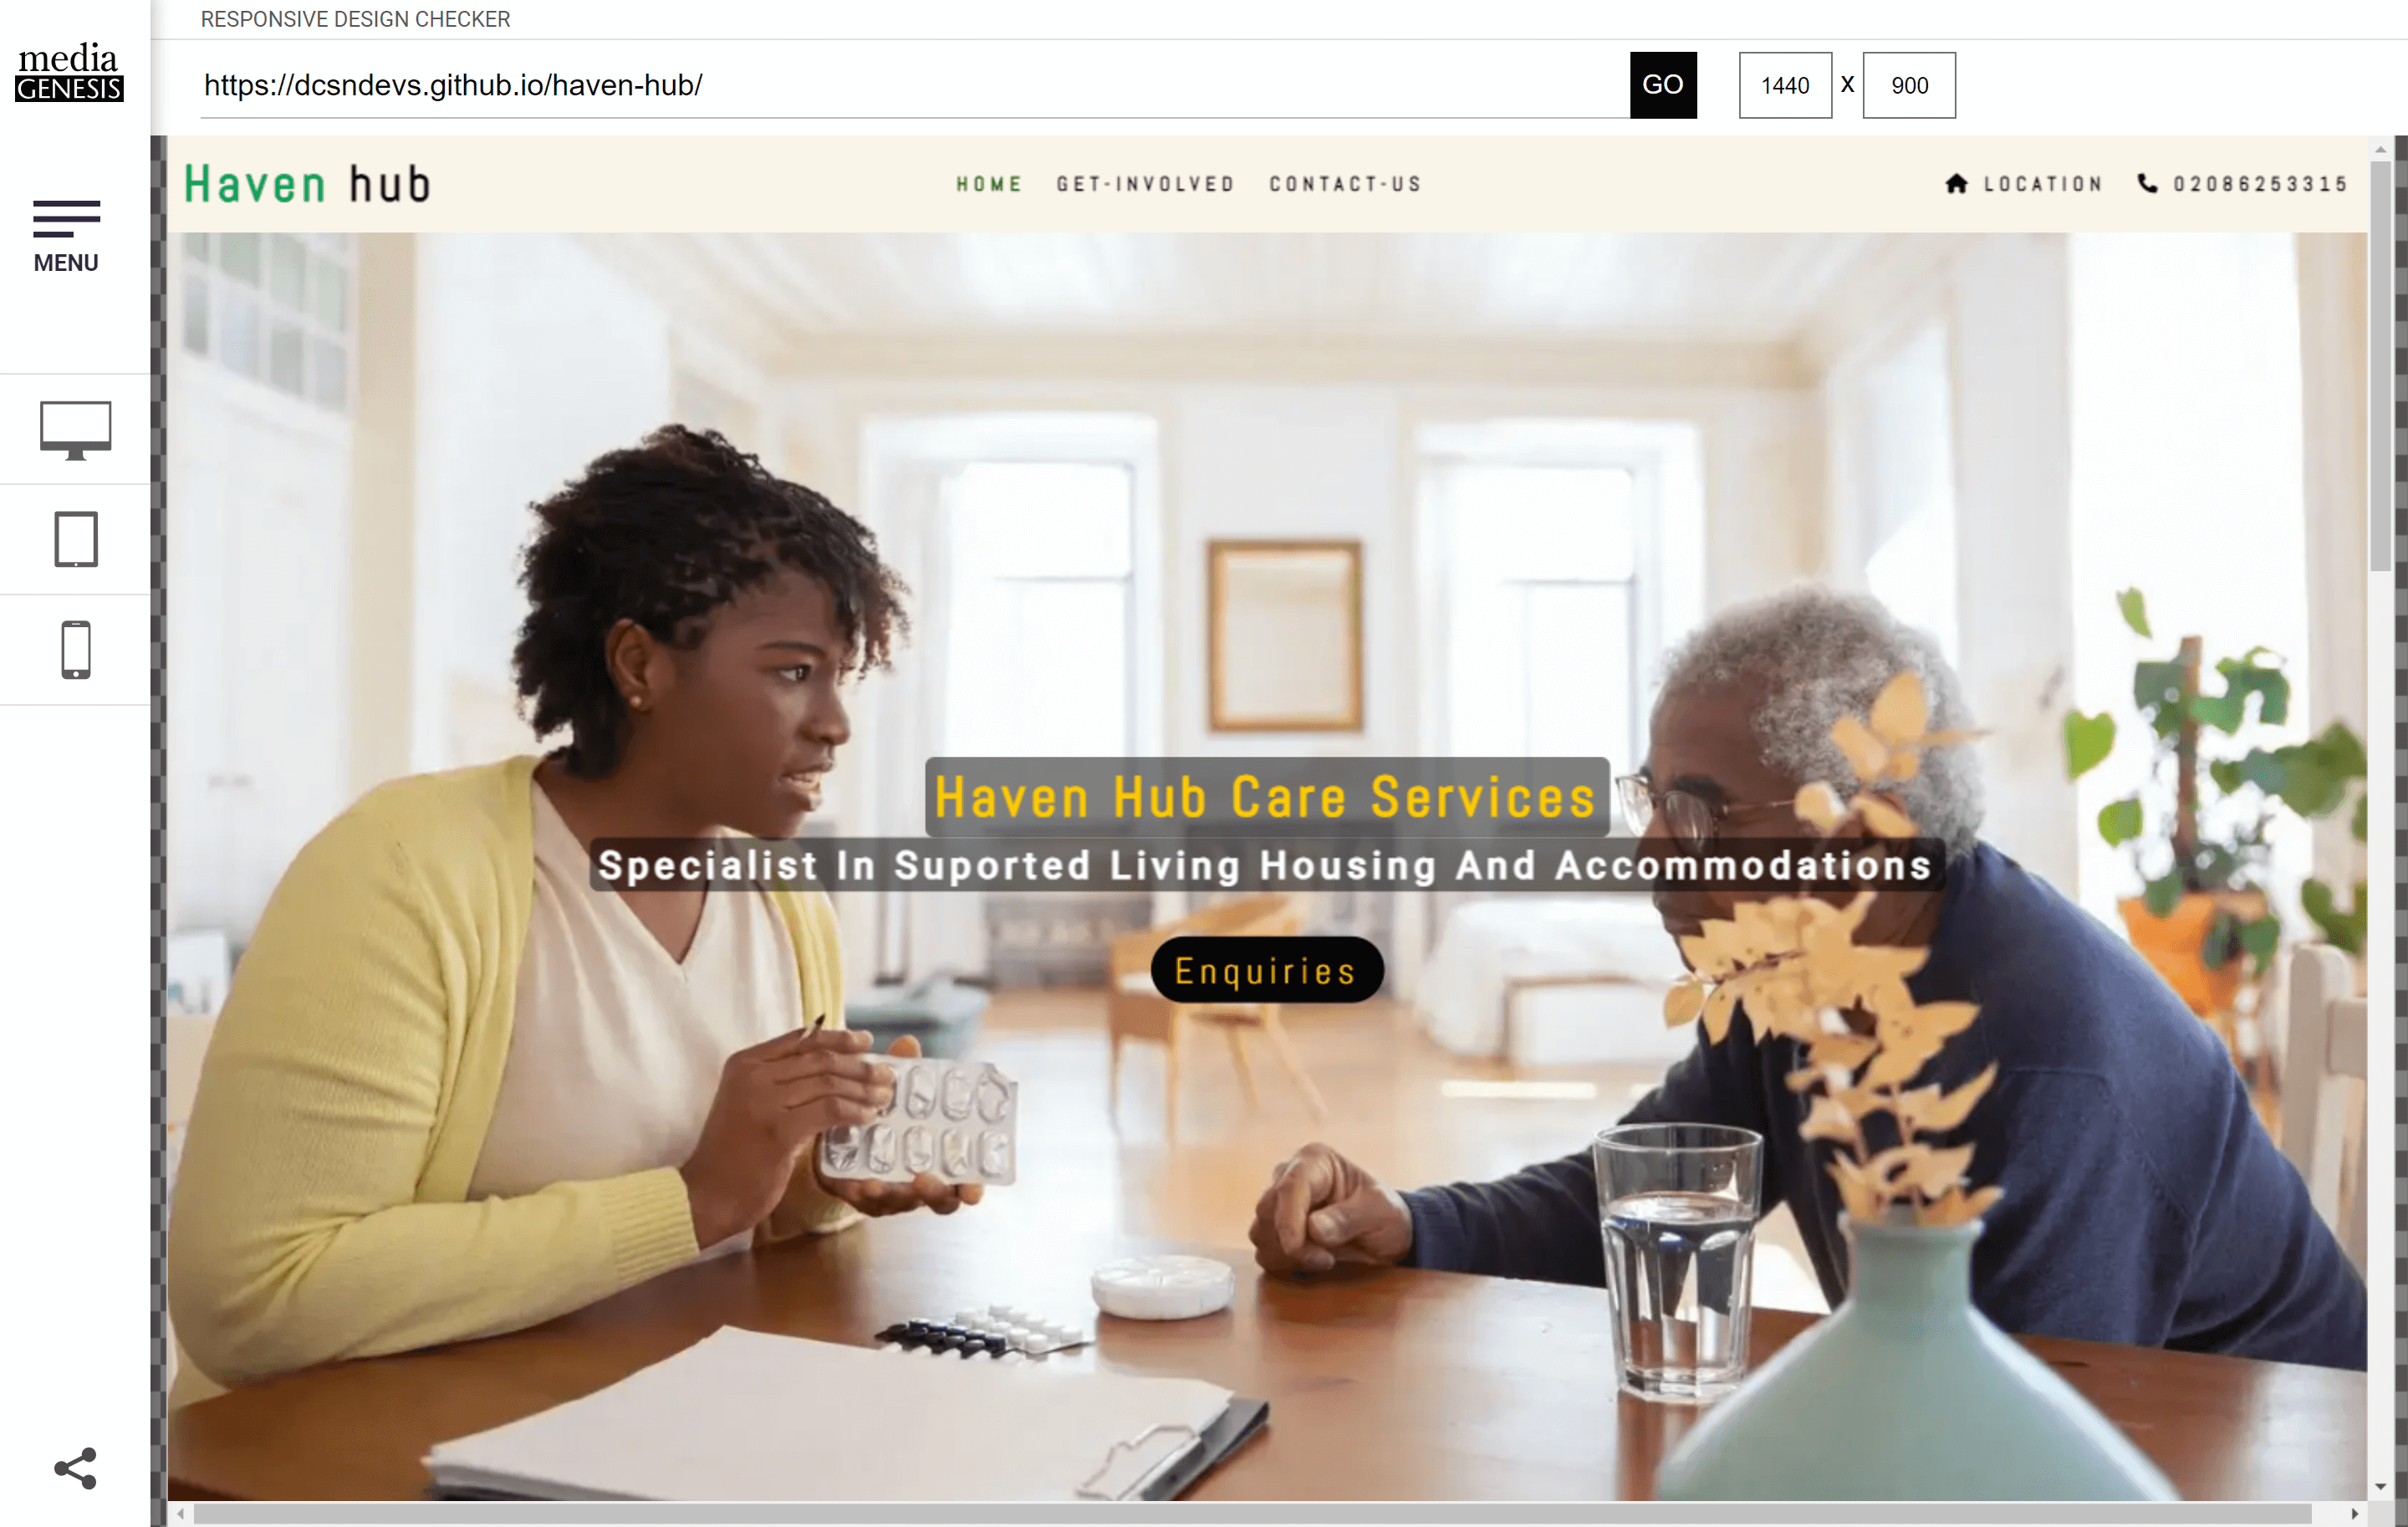 RESPONSIVE DESIGN CHECKER
media
GENESIS
https://dcsndevs.github.io/haven-hub/
GO
1440 x 900
MENU
Haven hub
HOME GET-INVOLVED CONTACT-US
LOCATION 02086253315
Haven Hub Care Services
Specialist In Suported Living Housing And Accommodations
Enquiries